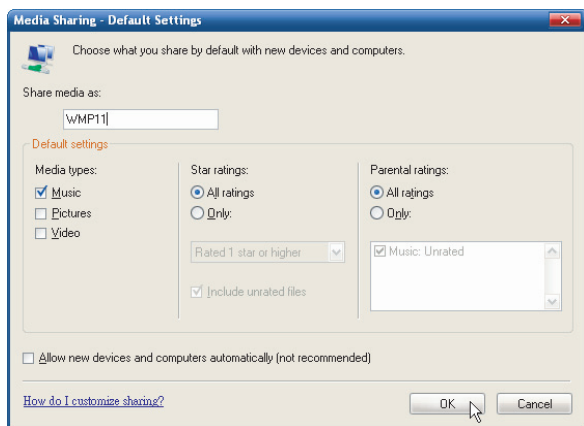 Media Sharing - Default Settings
Choose what you share by default with new devices and computers.
Share media as:
WMP11
Default settings
Media types:
Music
Pictures
Video
Star ratings:
All ratings
Only:
Rated 1 star or higher
Include unrated files
Parental ratings:
All ratings
Only:
Music: Unrated
Allow new devices and computers automatically (not recommended)
How do I customize sharing?
OK
Cancel